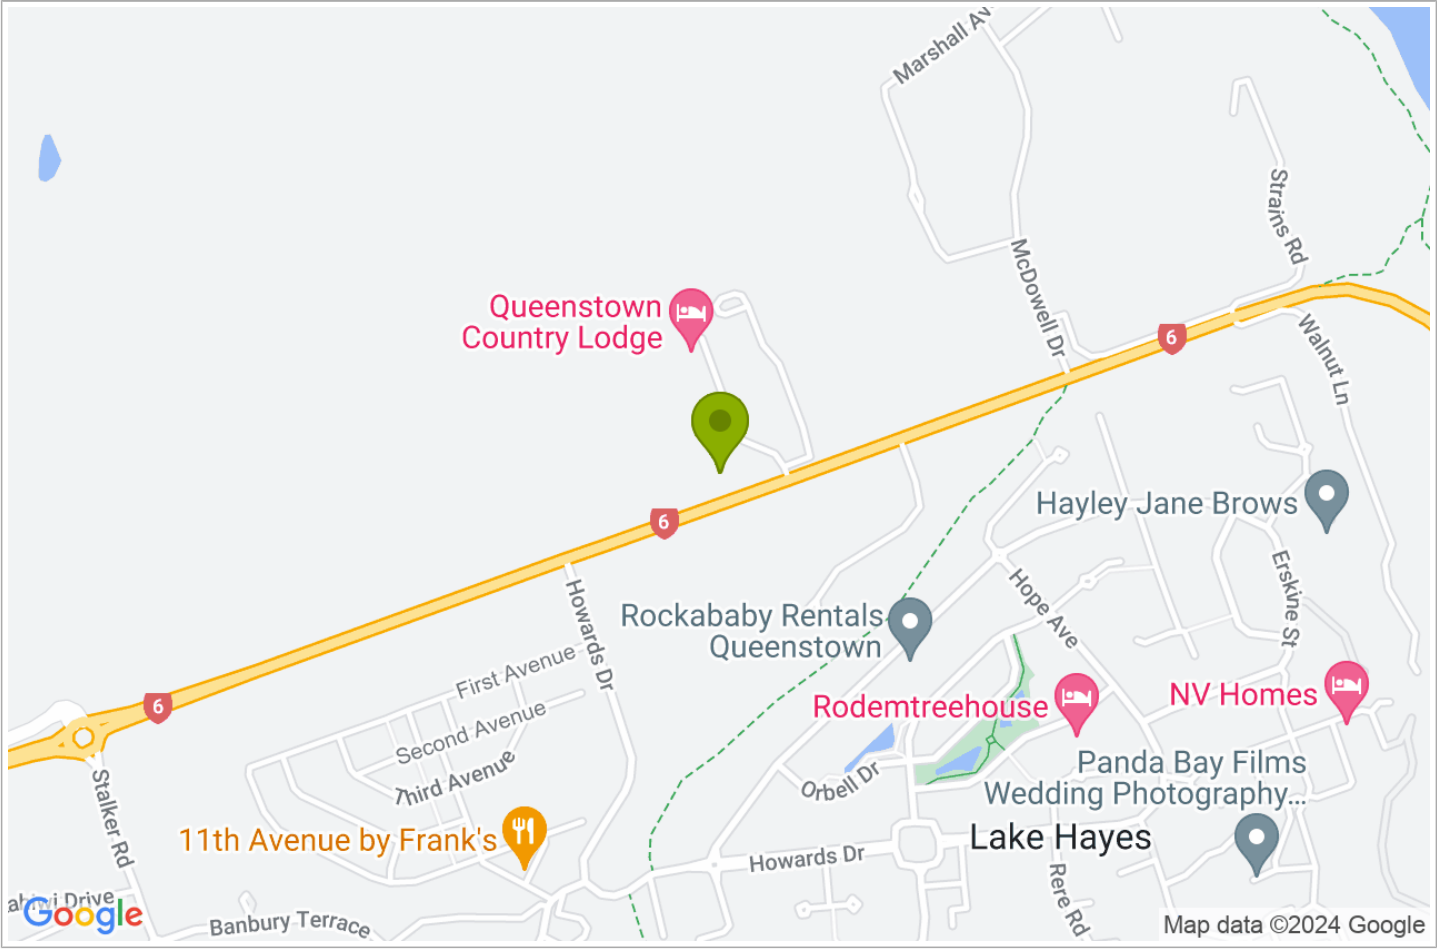 Marshall Av
Strains Rd
McDowell Dr
Queenstown
Country Lodge
6
Walnut Ln
Hayley Jane Brows
6
Erskine St
Hope Ave
Howards Dr
Rockababy Rentals
Queenstown
First Avenue
Rodemtreehouse
NV Homes
6
Second Avenue
Third Avenue
Orbell Dr
Panda Bay Films
Wedding Photography...
Stalker Rd
11th Avenue by Frank's
Lake Hayes
Howards Dr
Rere Rd
Drive
Google
Banbury Terrace
Map data ©2024 Google